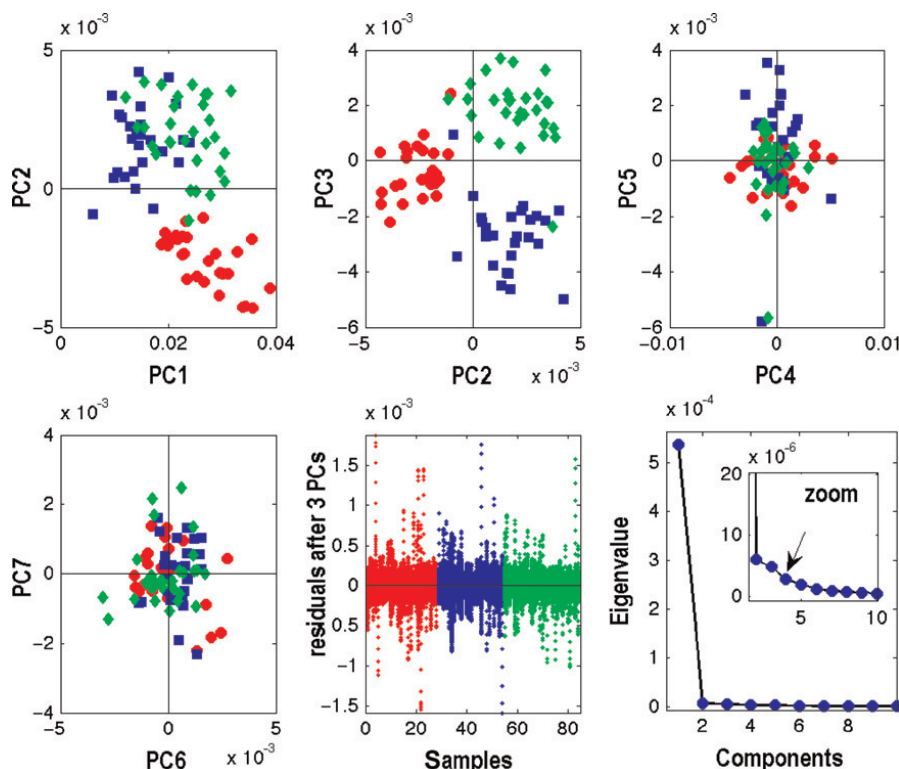 x 10⁻³
5
0
−5
PC2
0
0.02
0.04
PC1
x 10⁻³
4
2
0
−2
−4
−6
PC3
−5
0
5
PC2
x 10⁻³
x 10⁻³
4
2
0
−2
−4
−6
PC5
−0.01
0
0.01
PC4
x 10⁻³
4
2
0
−2
−4
PC7
−5
0
5
PC6
x 10⁻³
x 10⁻³
1.5
1
0.5
0
0.5
−1
−1.5
residuals after 3 PCs
0
20
40
60
80
Samples
x 10⁻⁴
5
4
3
2
1
0
Eigenvalue
2
4
6
8
Components
x 10⁻⁶
20
10
0
5
10
zoom